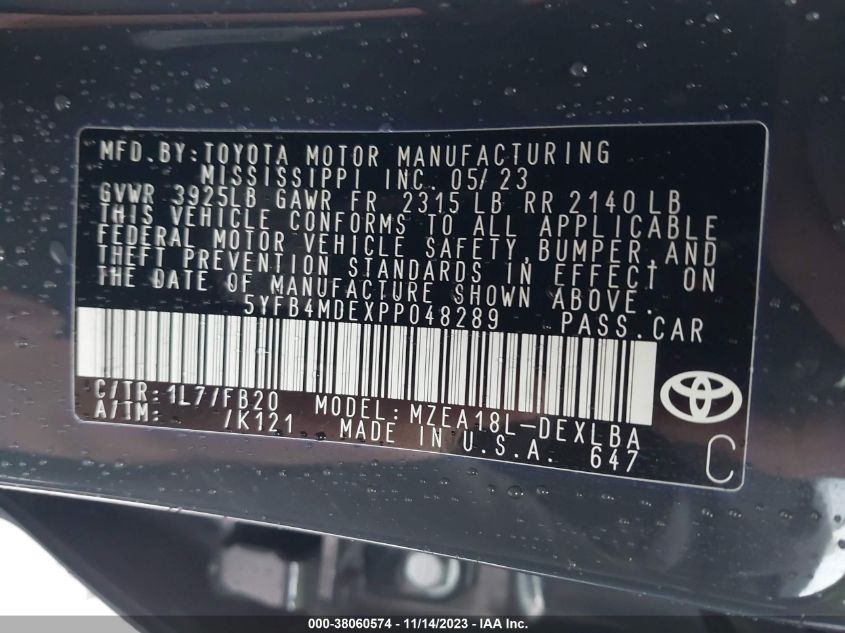 MFD.BY:TOYOTA MOTOR MANUFACTURING
MISSISSIPPI INC. 05/23
GVWR 3925LB GAWR FR 2315 LB RR 2140 LB
THIS VEHICLE CONFORMS TO ALL APPLICABLE
FEDERAL MOTOR VEHICLE SAFETY,BUMPER,AND
THEFT PREVENTION STANDARDS IN EFFECT ON
THE DATE OF MANUFACTURE SHOWN ABOVE.
5YFB4MDEXPP048289 PASS.CAR
C/TR:1L7/FB20 MODEL:MZEA18L-DEXLBA
A/TM: /K121 MADE IN U.S.A. 647
C
000-38060574 | 11/14/2023 - IAA Inc.